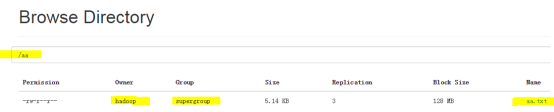 Browse Directory
/aa
Permission Owner Group Size Replication Block Size Name
-rw-r--r-- hadoop supergroup 5.14 KB 3 128 MB aa.txt